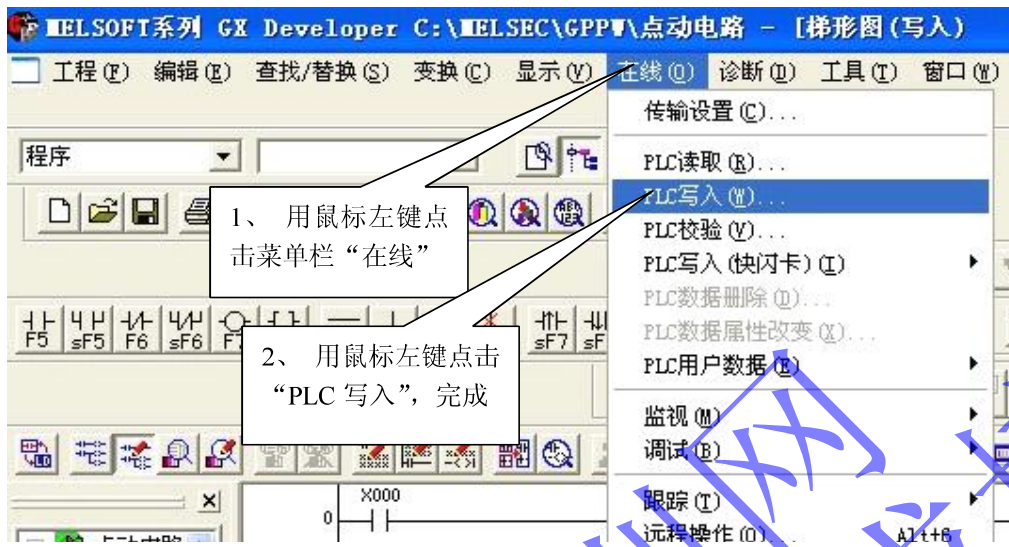 MELSOFT系列 GX Developer C:\MELSEC\GPPW\点动电路 - [梯形图(写入)
工程(F) 编辑(E) 查找/替换(S) 变换(C) 显示(V) 在线(O) 诊断(D) 工具(T) 窗口(W)
传输设置(C)...
程序
PLC读取(R)...
PLC写入(W)...
1、 用鼠标左键点
击菜单栏“在线”
PLC校验(V)...
PLC写入(快闪卡)(I)
PLC数据删除(D)...
PLC数据属性改变(X)...
PLC用户数据(E)
F5 sF5 F6 sF6 F7 sF7 sF
2、 用鼠标左键点击
“PLC 写入”，完成
监视(M)
调试(B)
跟踪(T)
远程操作(O)... Alt+6
X000
0
点动电路